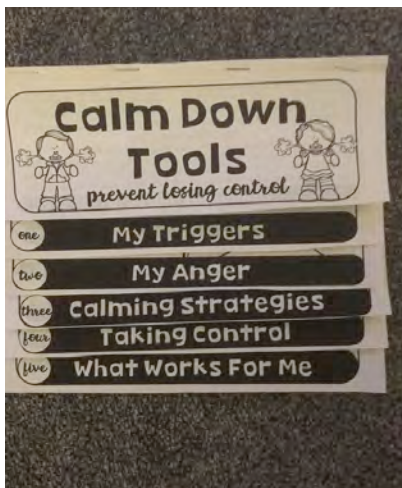 Calm Down
Tools
prevent losing control
one My Triggers
two My Anger
three Calming Strategies
four Taking Control
five What Works For Me